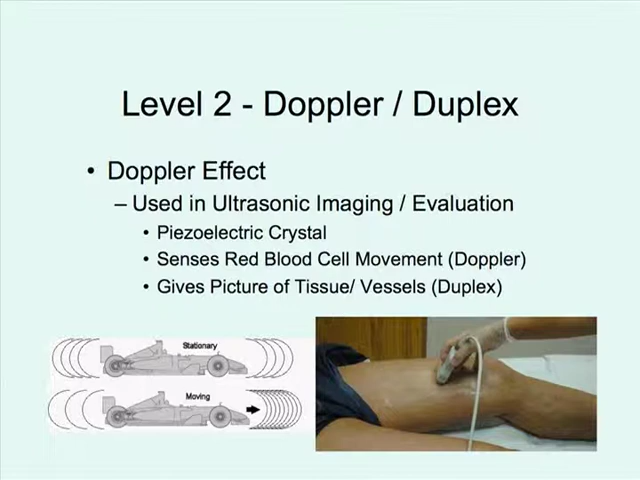 Level 2 - Doppler / Duplex
• Doppler Effect
– Used in Ultrasonic Imaging / Evaluation
• Piezoelectric Crystal
• Senses Red Blood Cell Movement (Doppler)
• Gives Picture of Tissue/ Vessels (Duplex)
Stationary
Moving